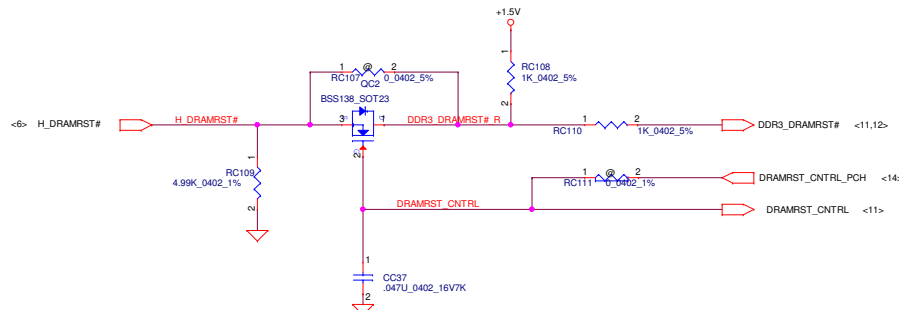 +1.5V
1
RC108
1K_0402_5%
2
1
@
2
RC107
0_0402_5%
QC2
BSS138_SOT23
<6>
H_DRAMRST#
H_DRAMRST#
3
1
DDR3_DRAMRST#_R
1
2
RC110
1K_0402_5%
DDR3_DRAMRST#
<11,12>
2
1
RC109
4.99K_0402_1%
2
1
@
2
RC111
0_0402_1%
DRAMRST_CNTRL_PCH
<14>
DRAMRST_CNTRL
DRAMRST_CNTRL
<11>
1
CC37
.047U_0402_16V7K
2